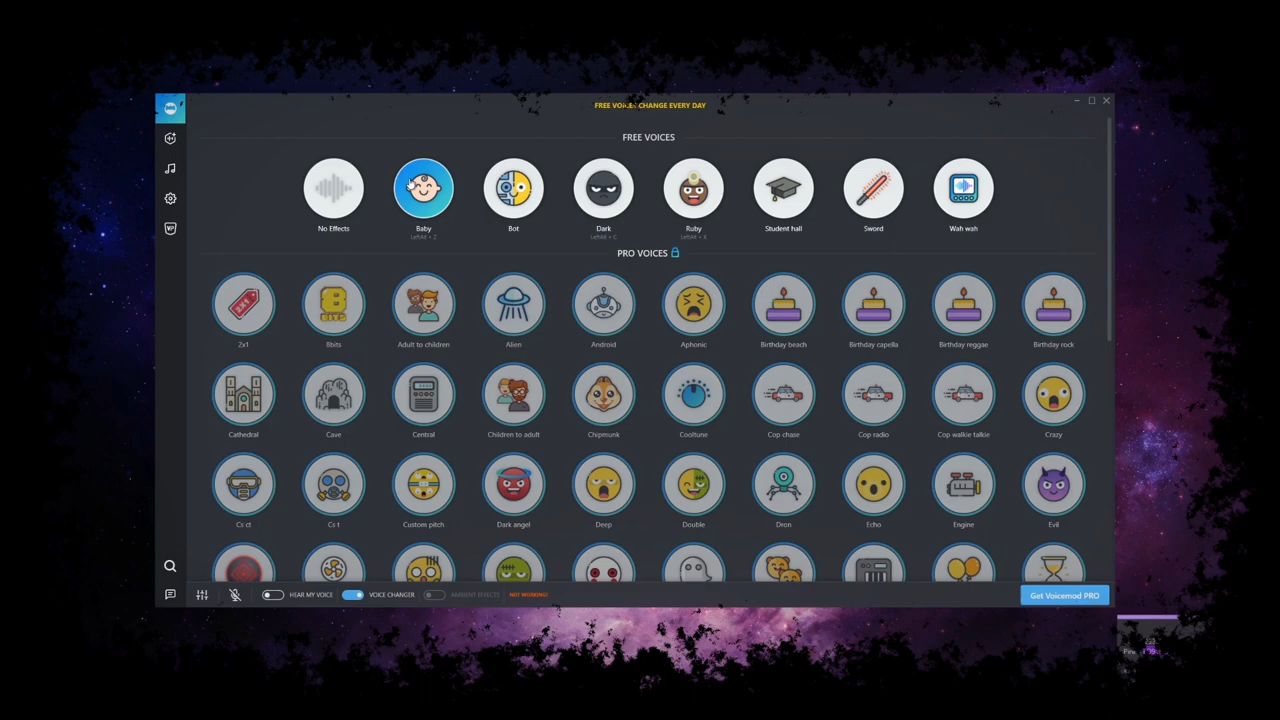 FREE VOICES CHANGE EVERY DAY
FREE VOICES
No Effects Baby Bot Dark Ruby Student hall Sword Wah wah
LeftAlt + Z LeftAlt + C LeftAlt + X
PRO VOICES
2x1 8bits Adult to children Alien Android Aphonic Birthday beach Birthday capella Birthday reggae Birthday rock
Cathedral Cave Central Children to adult Chipmunk Cooltune Cop chase Cop radio Cop walkie talkie Crazy
Cs ct Cs t Custom pitch Dark angel Deep Double Dron Echo Engine Evil
HEAR MY VOICE VOICE CHANGER AMBIENT EFFECTS NOT WORKING? Get Voicemod PRO